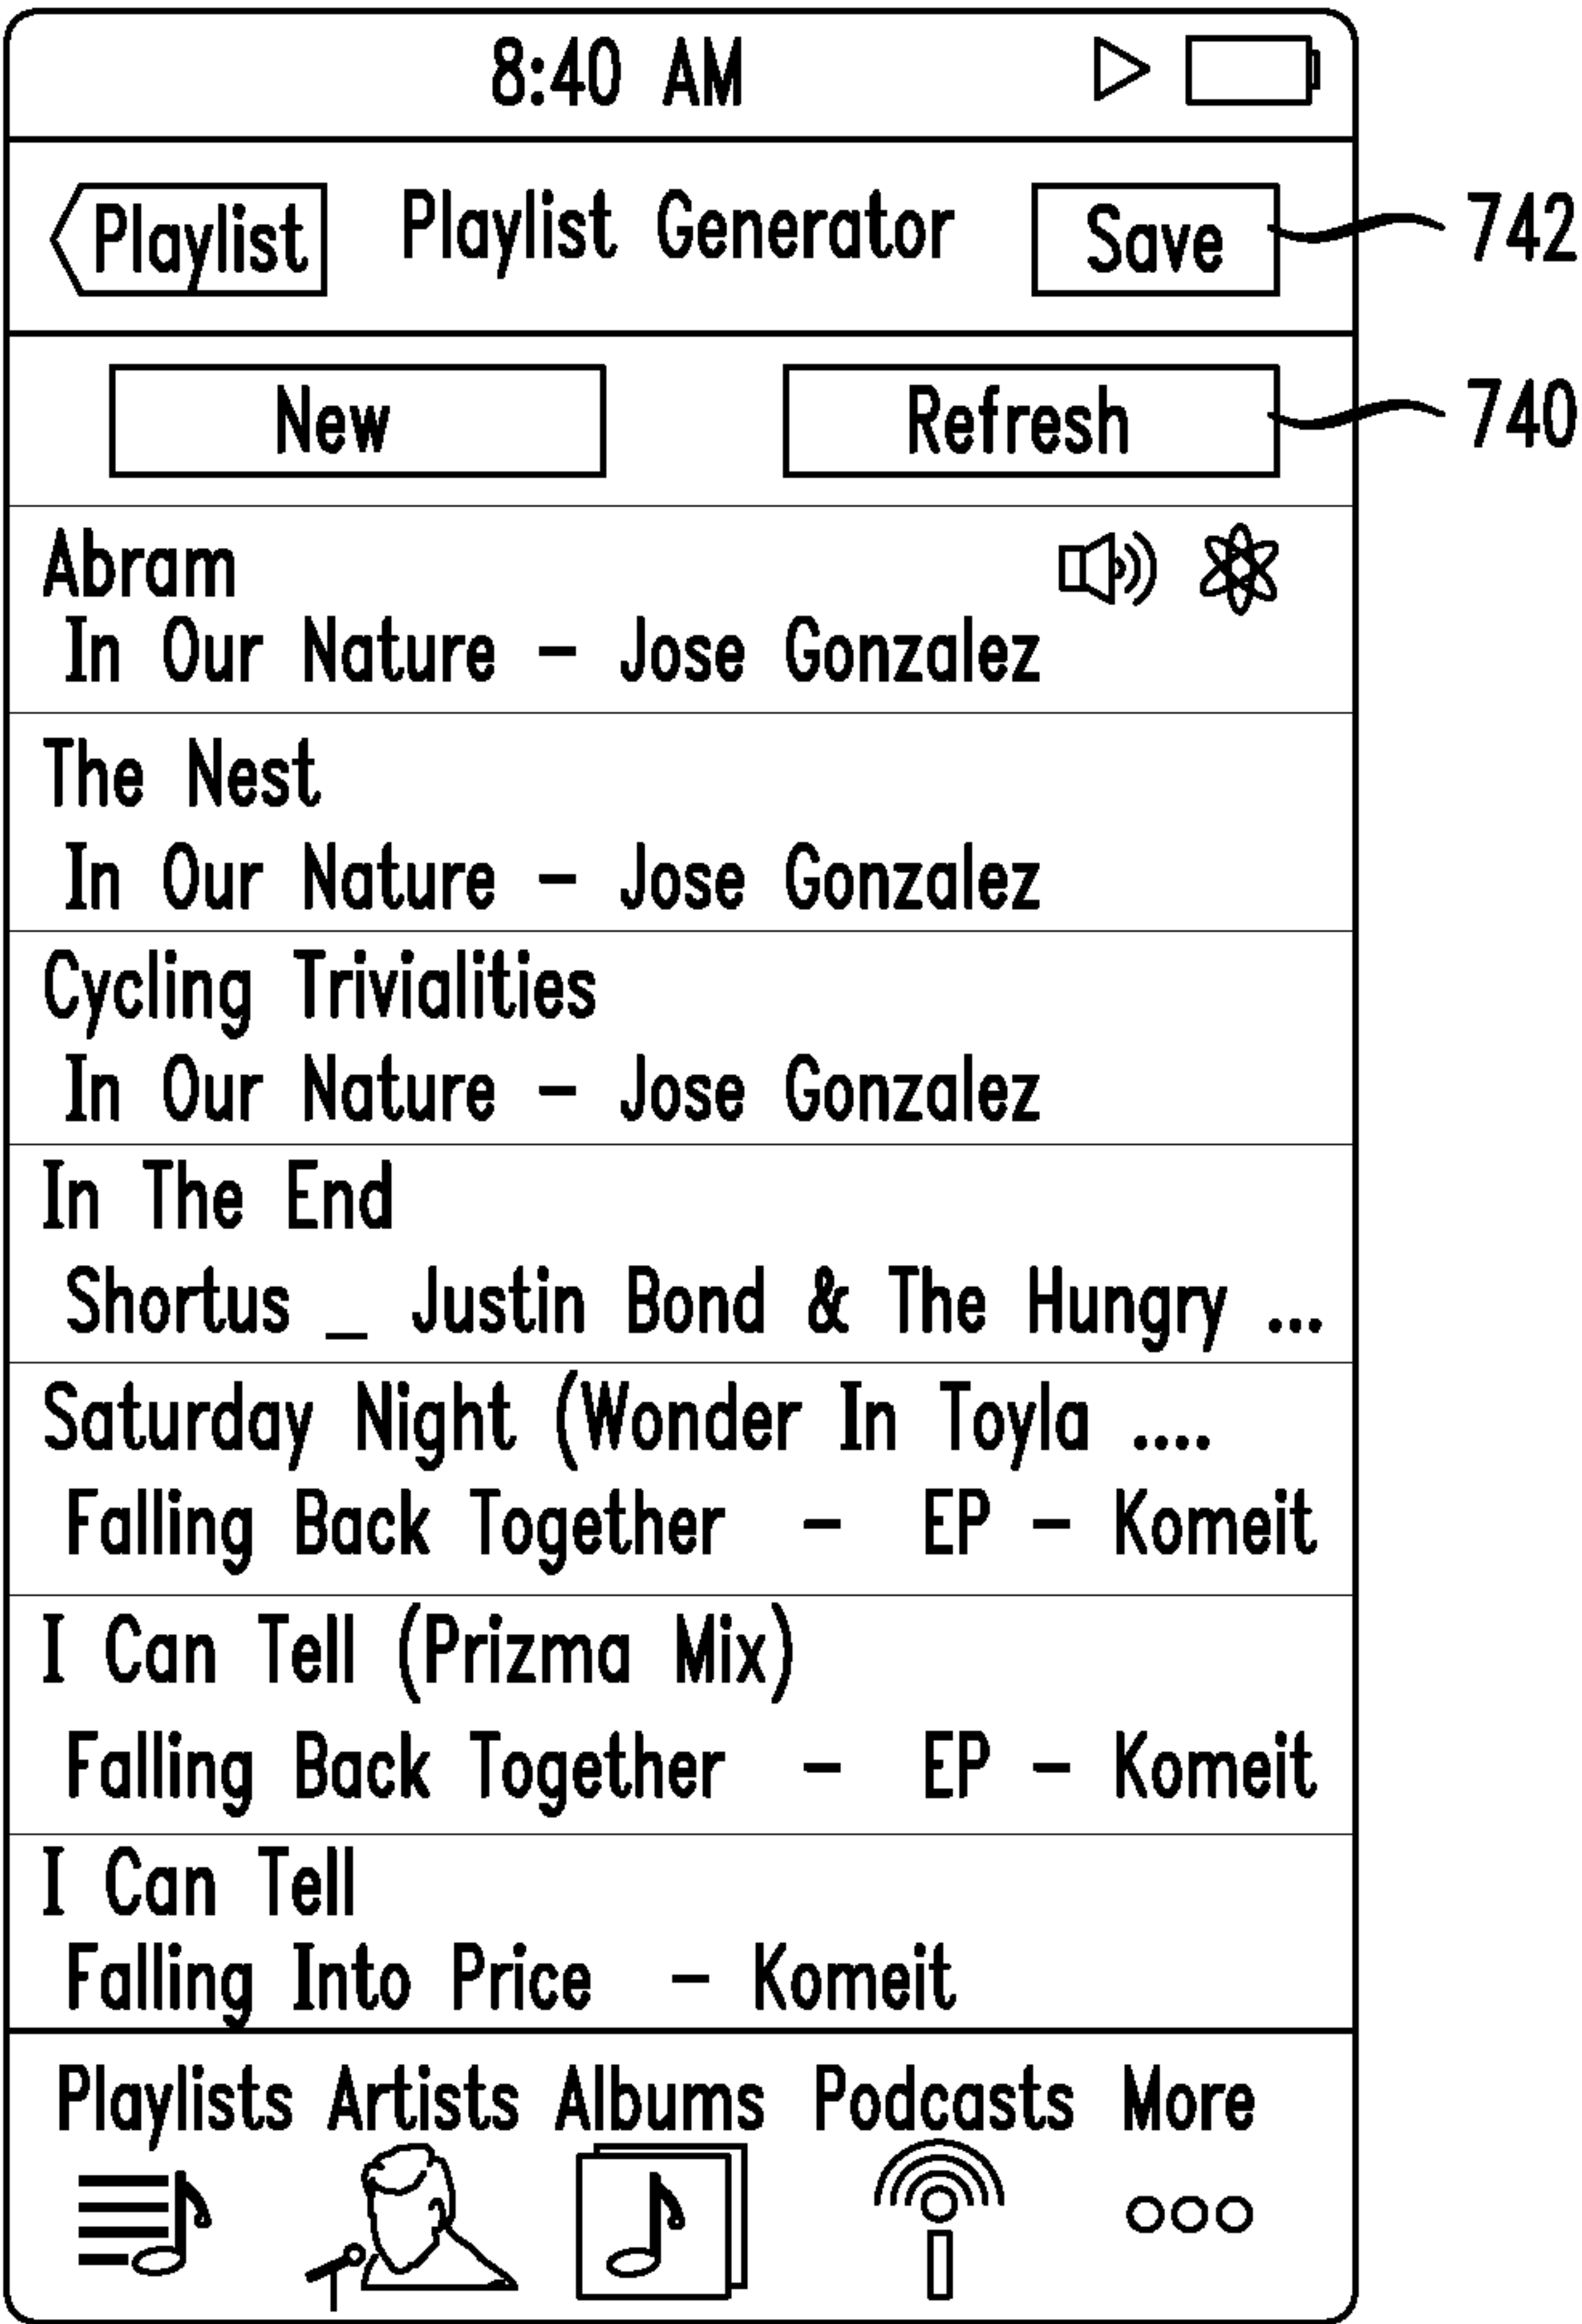 8:40 AM
Playlist Playlist Generator Save 742
New Refresh 740
Abram
In Our Nature - Jose Gonzalez
The Nest
In Our Nature - Jose Gonzalez
Cycling Trivialities
In Our Nature - Jose Gonzalez
In The End
Shortus _ Justin Bond & The Hungry ...
Saturday Night (Wonder In Toyla ....
Falling Back Together - EP - Komeit
I Can Tell (Prizma Mix)
Falling Back Together - EP - Komeit
I Can Tell
Falling Into Price - Komeit
Playlists Artists Albums Podcasts More